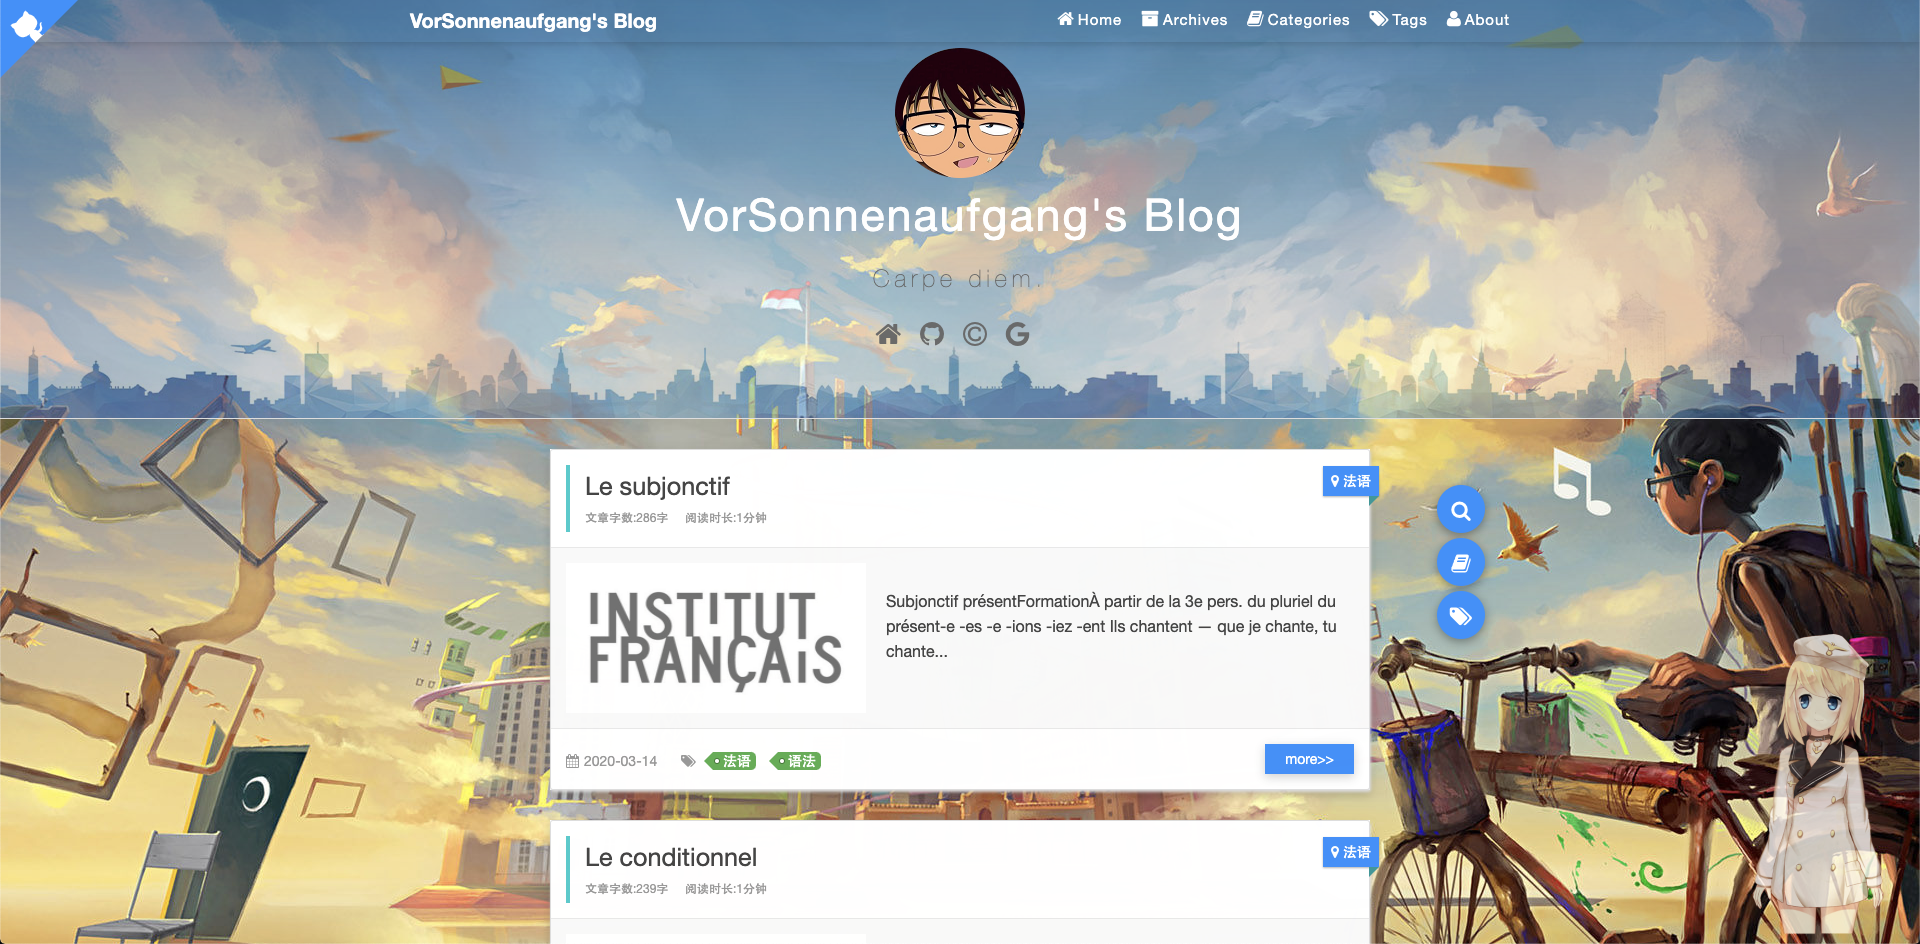 VorSonnenaufgang's Blog
Home Archives Categories Tags About
VorSonnenaufgang's Blog
Carpe diem.
Le subjonctif
法语
文章字数:286字 阅读时长:1分钟
INSTITUT
FRANÇAIS
Subjonctif présentFormationÀ partir de la 3e pers. du pluriel du
présent-e -es -e -ions -iez -ent Ils chantent — que je chante, tu
chante...
2020-03-14 法语 语法
more>>
Le conditionnel
法语
文章字数:239字 阅读时长:1分钟